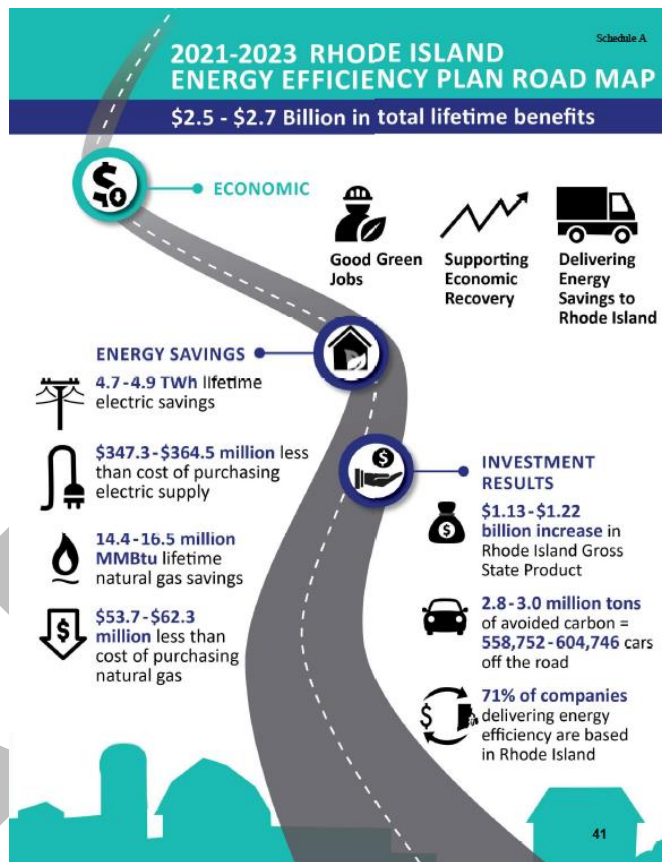 Schedule A
2021-2023 RHODE ISLAND
ENERGY EFFICIENCY PLAN ROAD MAP
$2.5 - $2.7 Billion in total lifetime benefits
$
ECONOMIC
Good Green
Jobs
Supporting
Economic
Recovery
Delivering
Energy
Savings to
Rhode Island
ENERGY SAVINGS
4.7-4.9 TWh lifetime
electric savings
$347.3-$364.5 million less
than cost of purchasing
electric supply
14.4-16.5 million
MMBtu lifetime
natural gas savings
$
$53.7-$62.3
million less than
cost of purchasing
natural gas
$
INVESTMENT
RESULTS
$
$1.13-$1.22
billion increase in
Rhode Island Gross
State Product
2.8-3.0 million tons
of avoided carbon =
558,752-604,746 cars
off the road
$
71% of companies
delivering energy
efficiency are based
in Rhode Island
41